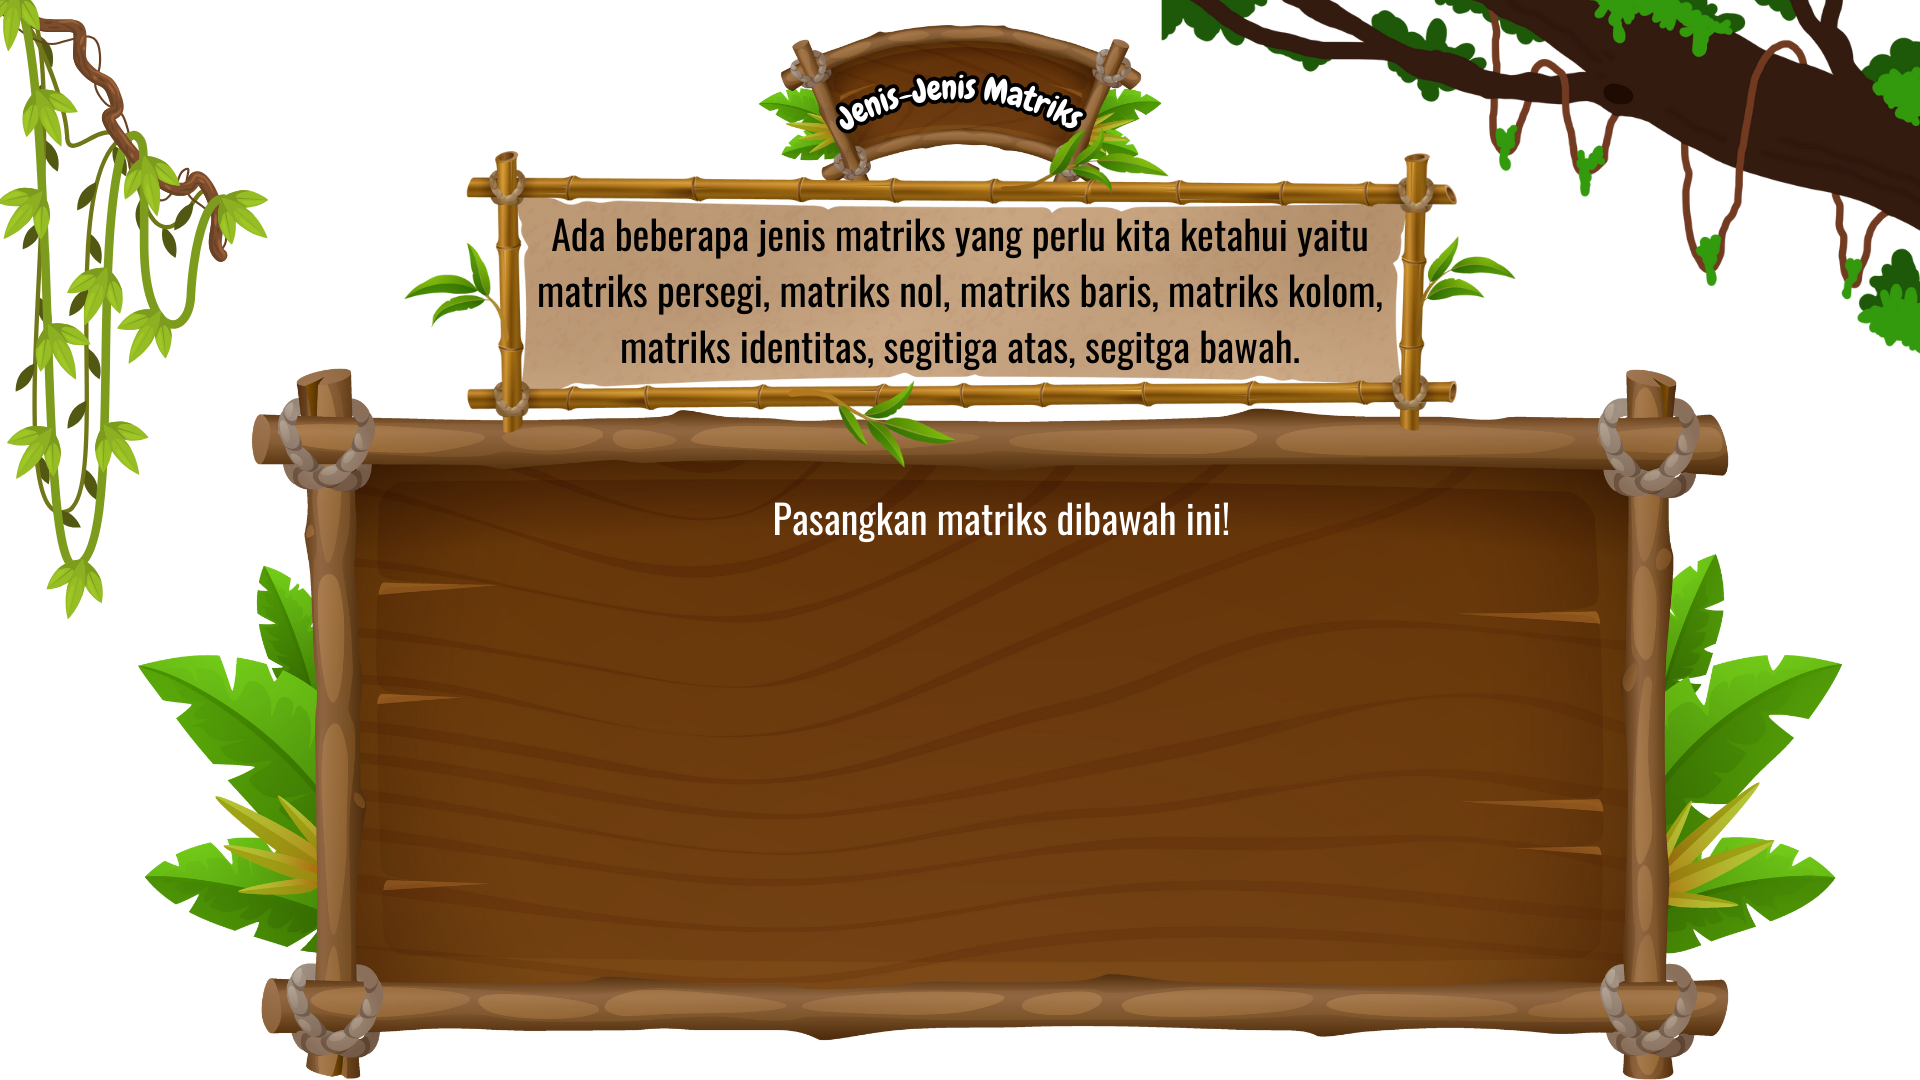 Jenis-Jenis Matriks
Ada beberapa jenis matriks yang perlu kita ketahui yaitu
matriks persegi, matriks nol, matriks baris, matriks kolom,
matriks identitas, segitiga atas, segitga bawah.
Pasangkan matriks dibawah ini!